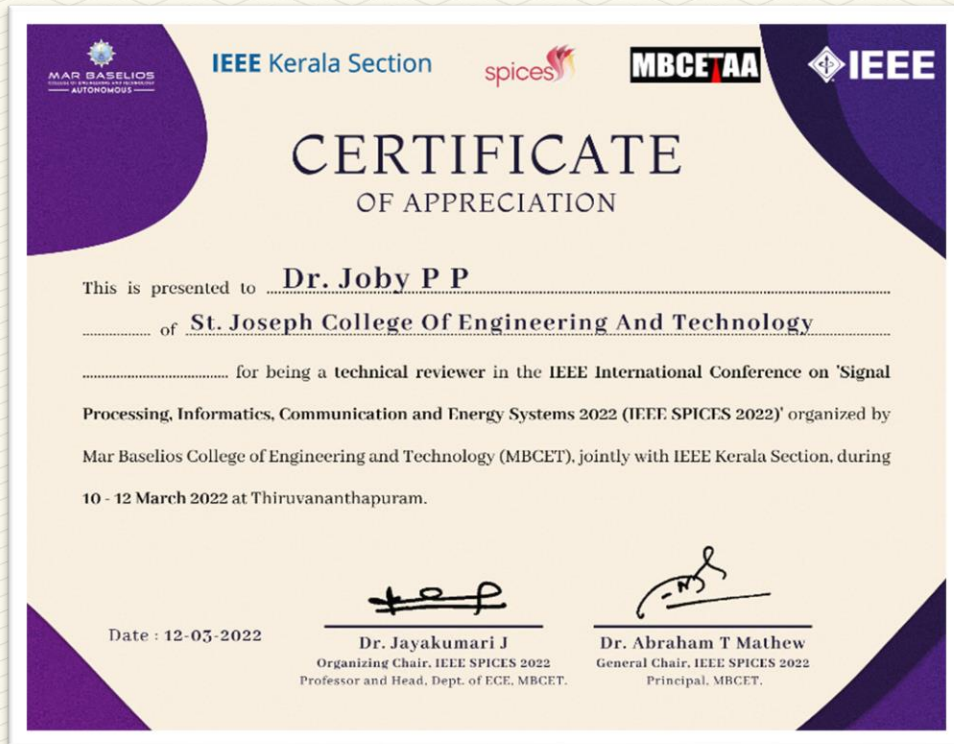 MAR BASELIOS
COLLEGE OF ENGINEERING AND TECHNOLOGY
AUTONOMOUS
IEEE Kerala Section
spices
MBCETAA
IEEE
CERTIFICATE
OF APPRECIATION
This is presented to Dr. Joby P P
of St. Joseph College Of Engineering And Technology
for being a technical reviewer in the IEEE International Conference on 'Signal
Processing, Informatics, Communication and Energy Systems 2022 (IEEE SPICES 2022)' organized by
Mar Baselios College of Engineering and Technology (MBCET), jointly with IEEE Kerala Section, during
10 - 12 March 2022 at Thiruvananthapuram.
Date : 12-03-2022
Dr. Jayakumari J
Organizing Chair, IEEE SPICES 2022
Professor and Head, Dept. of ECE, MBCET.
Dr. Abraham T Mathew
General Chair, IEEE SPICES 2022
Principal, MBCET.